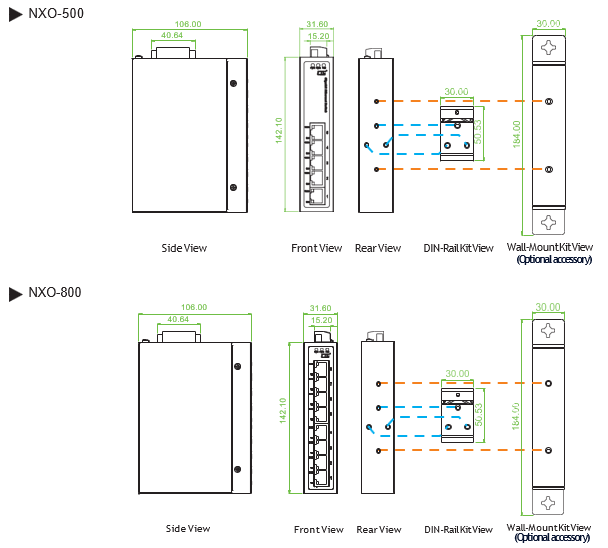 NXO-500
106.00
40.64
31.60
15.20
142.10
30.00
50.53
30.00
184.00
Side View
Front View
Rear View
DIN-Rail Kit View
Wall-Mount Kit View
(Optional accessory)
NXO-800
106.00
40.64
31.60
15.20
142.10
30.00
50.53
30.00
184.00
Side View
Front View
Rear View
DIN-Rail Kit View
Wall-Mount Kit View
(Optional accessory)